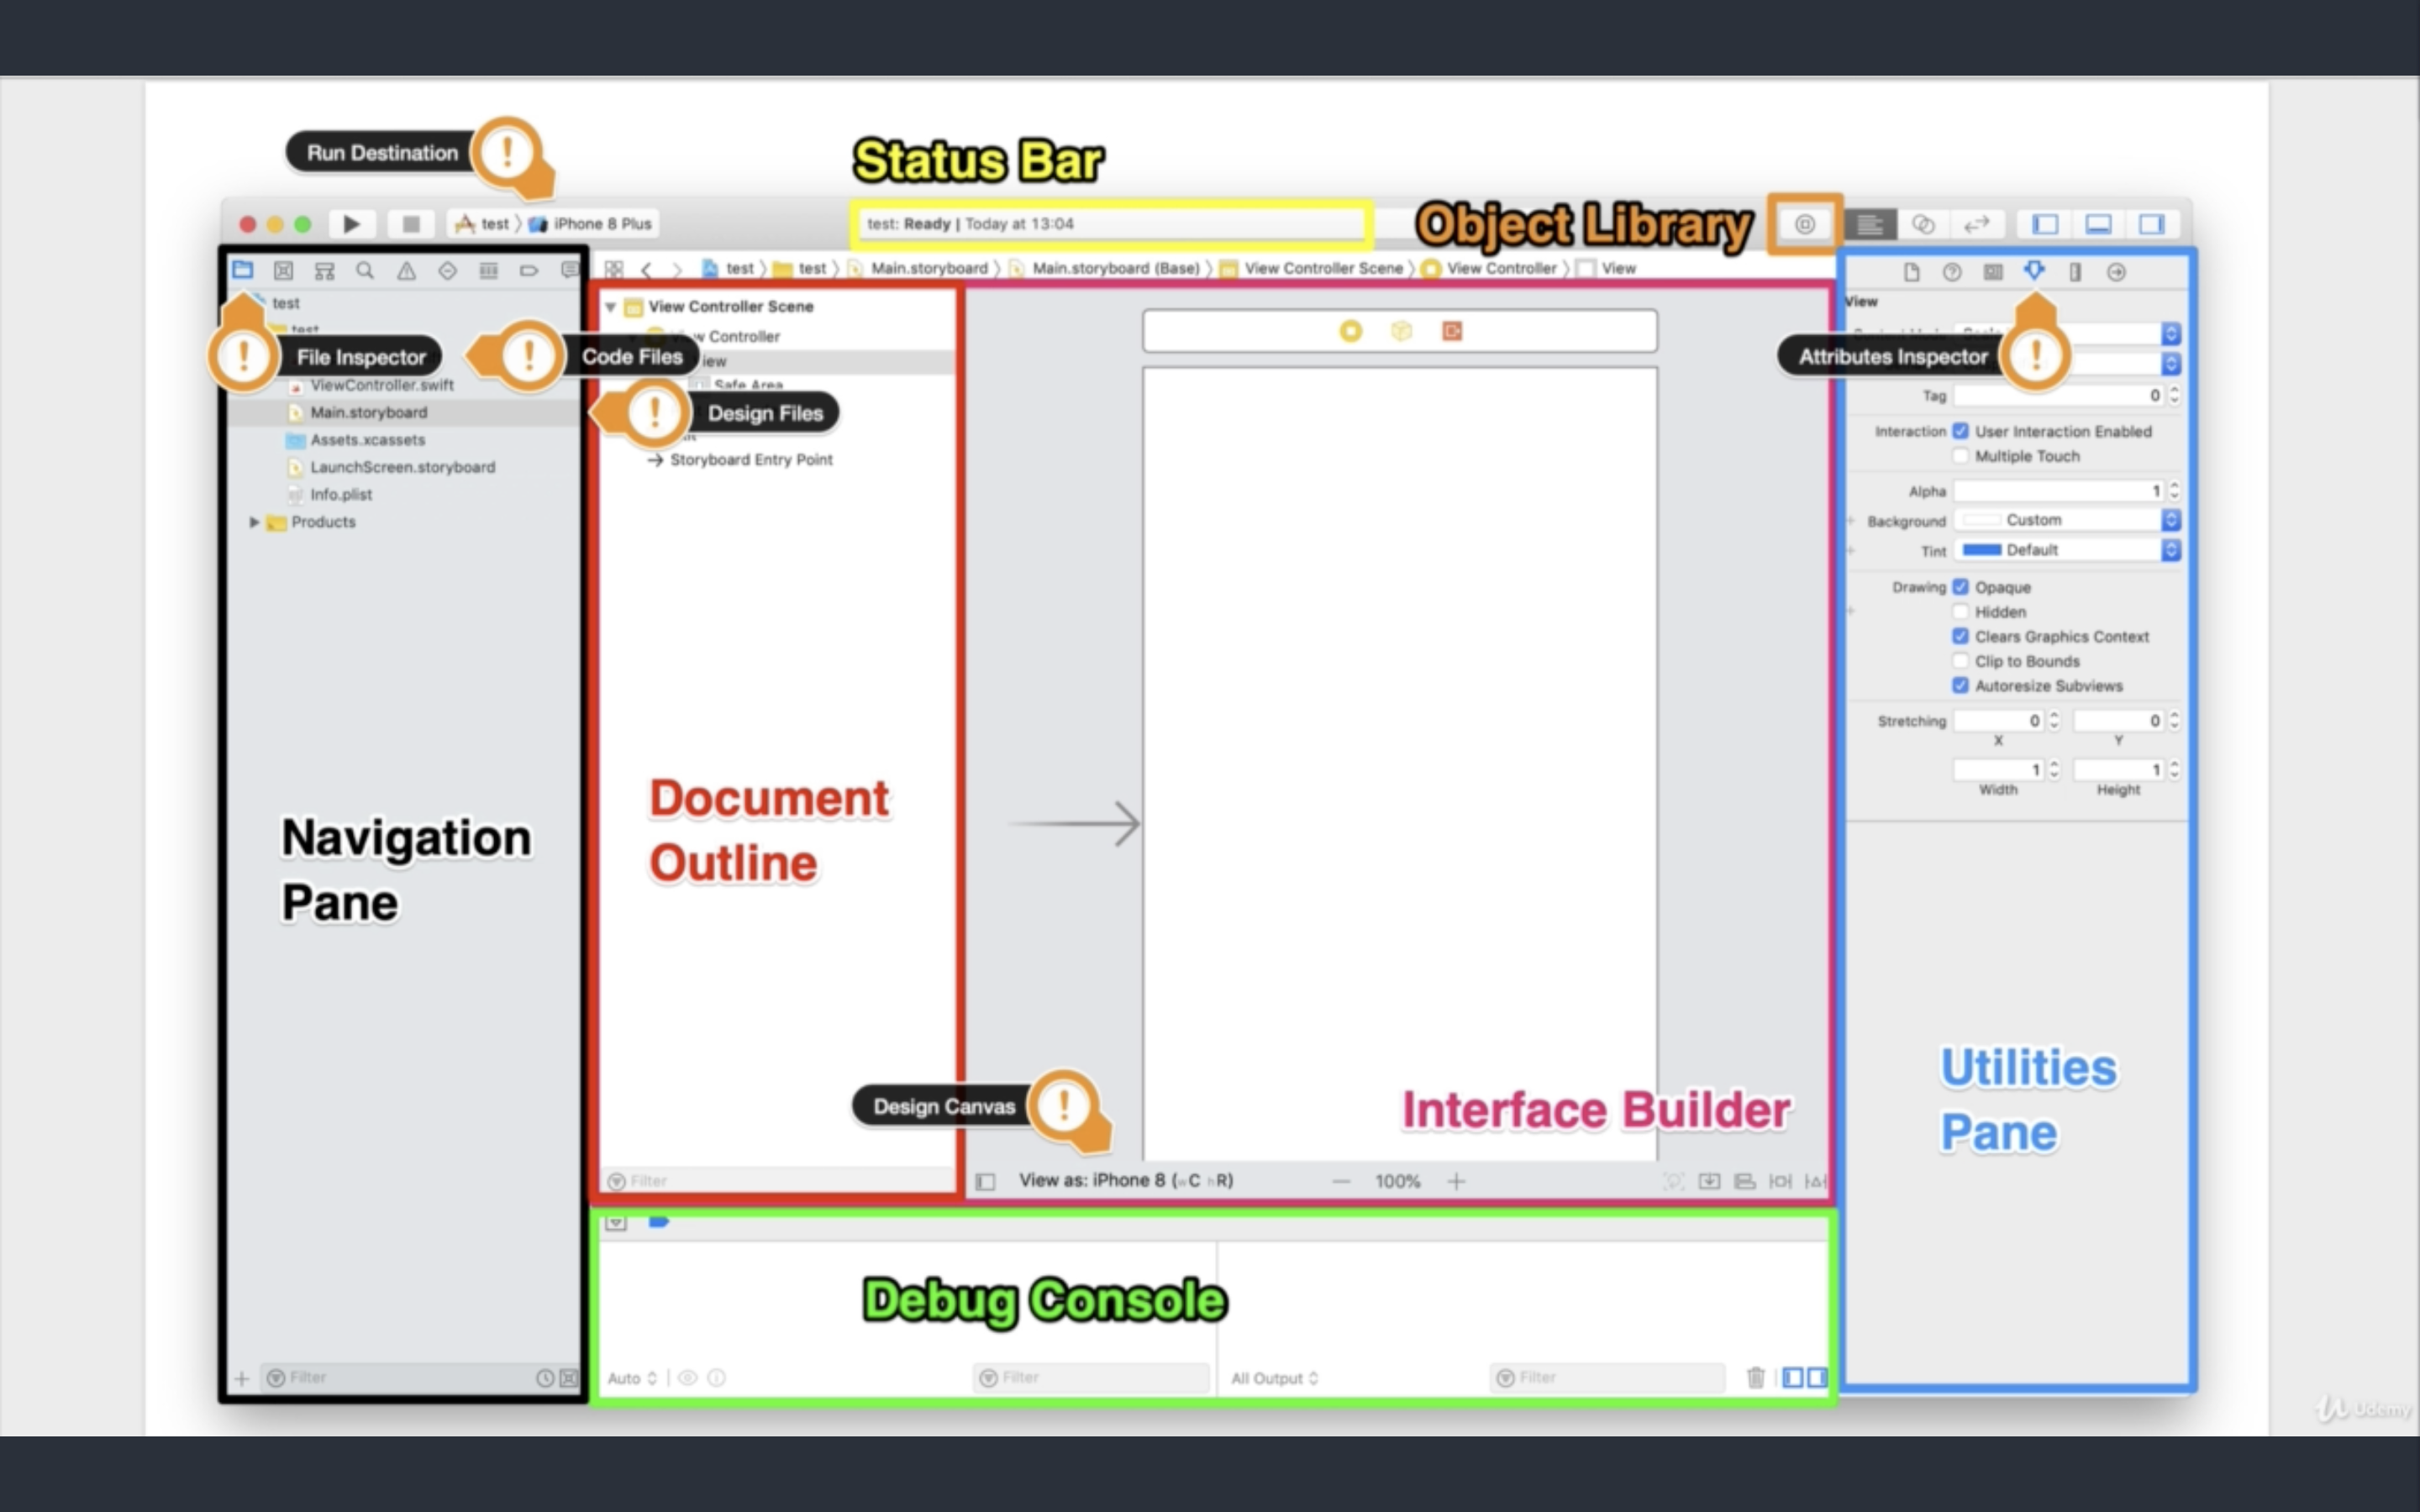 Run Destination
Status Bar
test
iPhone 8 Plus
test: Ready | Today at 13:04
Object Library
test
test
Main.storyboard
Main.storyboard (Base)
View Controller Scene
View Controller
View
test
test
File Inspector
Code Files
ViewController.swift
Main.storyboard
Assets.xcassets
LaunchScreen.storyboard
Info.plist
Products
Navigation
Pane
Filter
View Controller Scene
View Controller
View
Safe Area
Design Files
Storyboard Entry Point
Document
Outline
Filter
Design Canvas
Interface Builder
View as: iPhone 8 (wC hR)
100%
Debug Console
Auto
Filter
All Output
Filter
View
Attributes Inspector
Tag 0
Interaction User Interaction Enabled
Multiple Touch
Alpha 1
Background Custom
Tint Default
Drawing Opaque
Hidden
Clears Graphics Context
Clip to Bounds
Autoresize Subviews
Stretching 0 0
X Y
1 1
Width Height
Utilities
Pane
Udemy